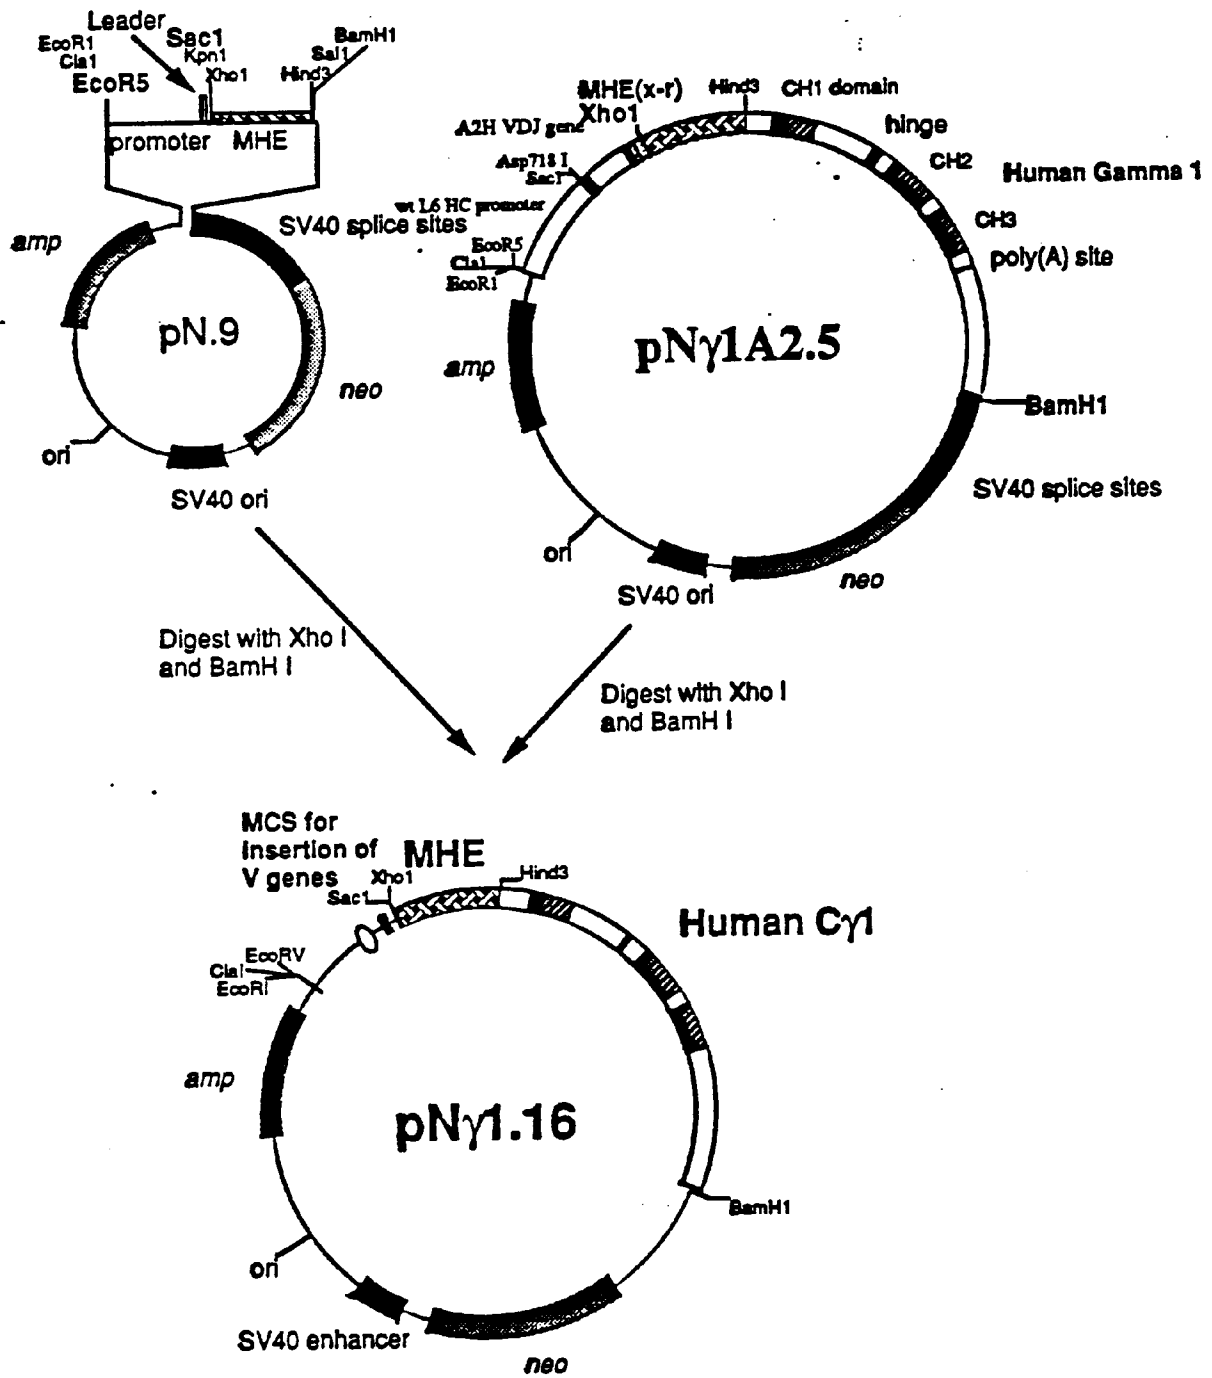 Leader
EcoR1
Cla1
EcoR5
Sac1
Kpn1
Xho1
Hind3
Sal1
BamH1
promoter
MHE
SV40 splice sites
amp
pN.9
neo
ori
SV40 ori
MHE(x-r)
Xho1
Hind3
CH1 domain
A2H VDJ gene
hinge
CH2
Human Gamma 1
Asp718 I
Sac1
wt L6 HC promoter
CH3
poly(A) site
EcoR5
Cla1
EcoR1
pNγ1A2.5
amp
BamH1
SV40 splice sites
ori
SV40 ori
neo
Digest with Xho I
and BamH I
Digest with Xho I
and BamH I
MCS for
insertion of
V genes
MHE
Xho1
Sac1
Hind3
Human Cγ1
EcoRV
ClaI
EcoRI
amp
pNγ1.16
BamH1
ori
SV40 enhancer
neo